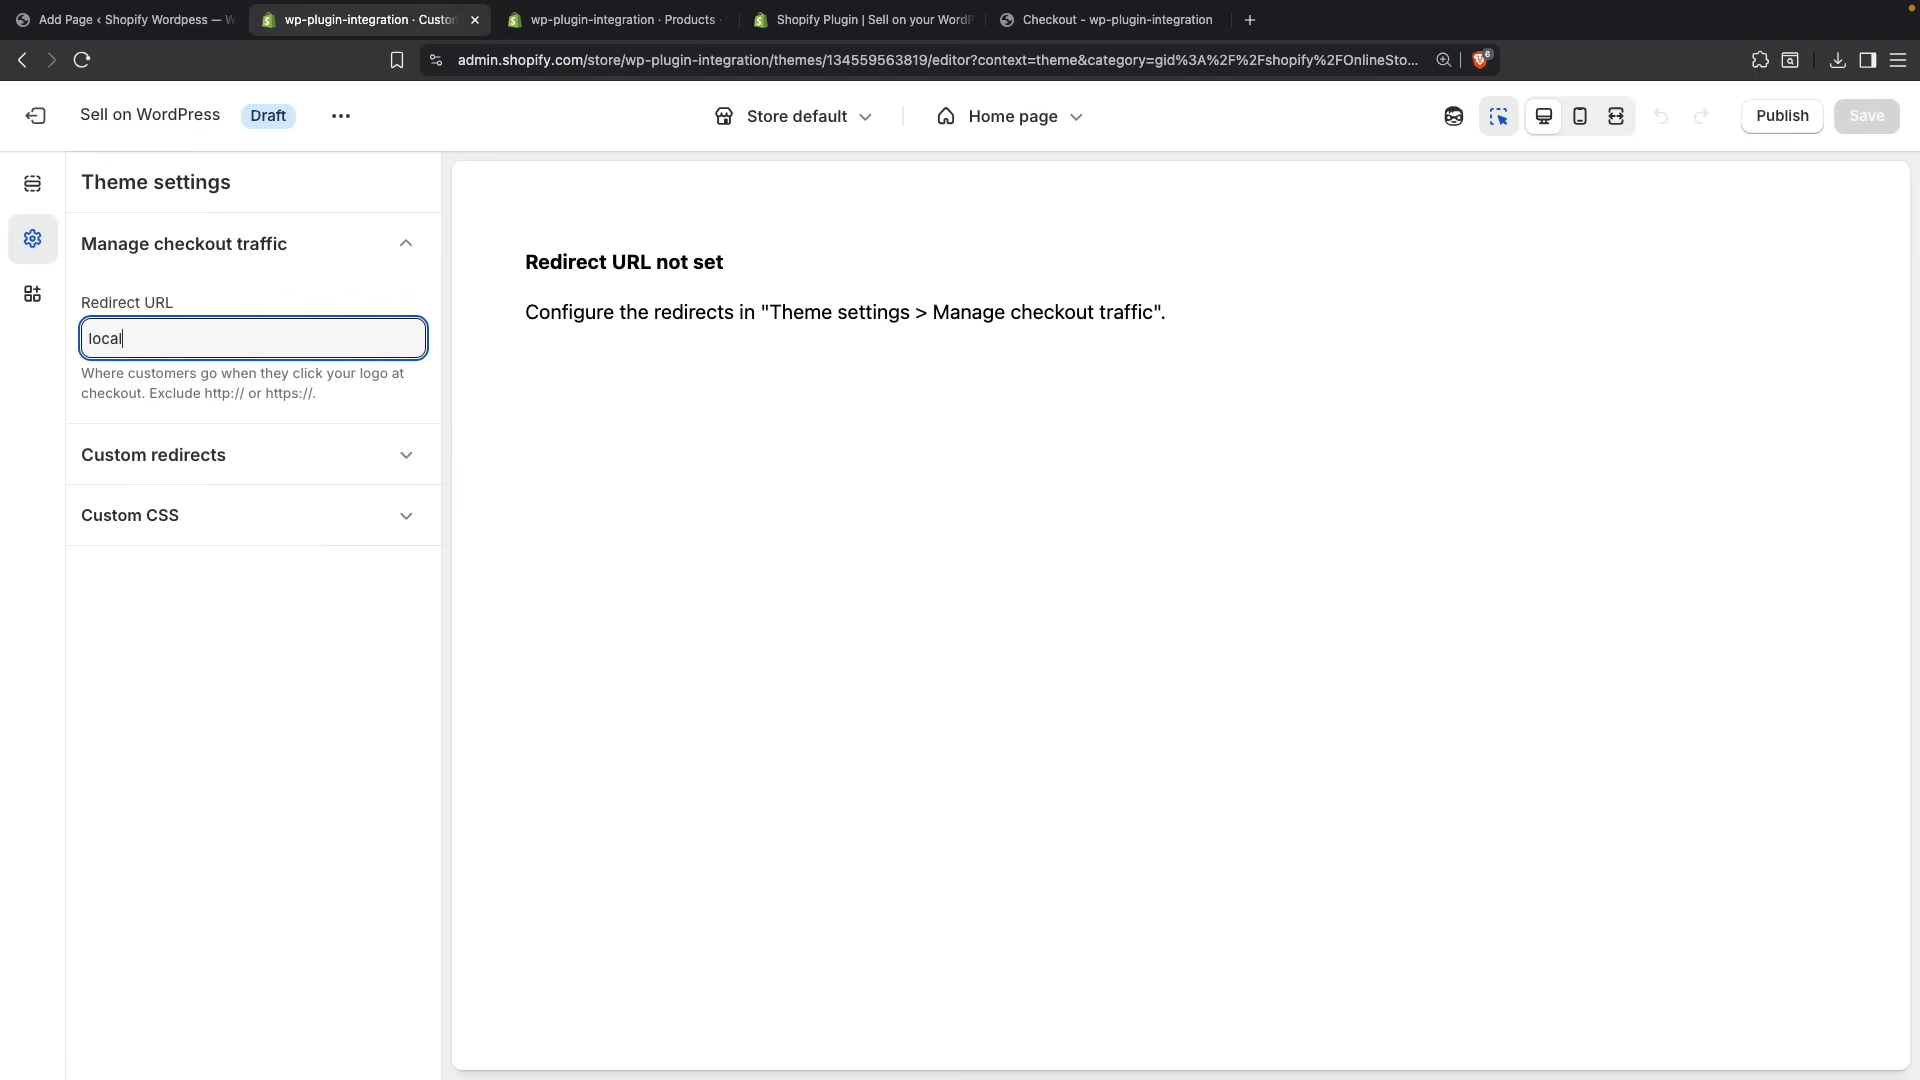 Add Page ‹ Shopify Wordpess — W
wp-plugin-integration · Custon
wp-plugin-integration · Products ·
Shopify Plugin | Sell on your WordP
Checkout - wp-plugin-integration
admin.shopify.com/store/wp-plugin-integration/themes/134559563819/editor?context=theme&category=gid%3A%2F%2Fshopify%2FOnlineSto...
6
Sell on WordPress
Draft
Store default
Home page
Publish
Save
Theme settings
Manage checkout traffic
Redirect URL
local
Where customers go when they click your logo at
checkout. Exclude http:// or https://.
Custom redirects
Custom CSS
Redirect URL not set
Configure the redirects in "Theme settings > Manage checkout traffic".